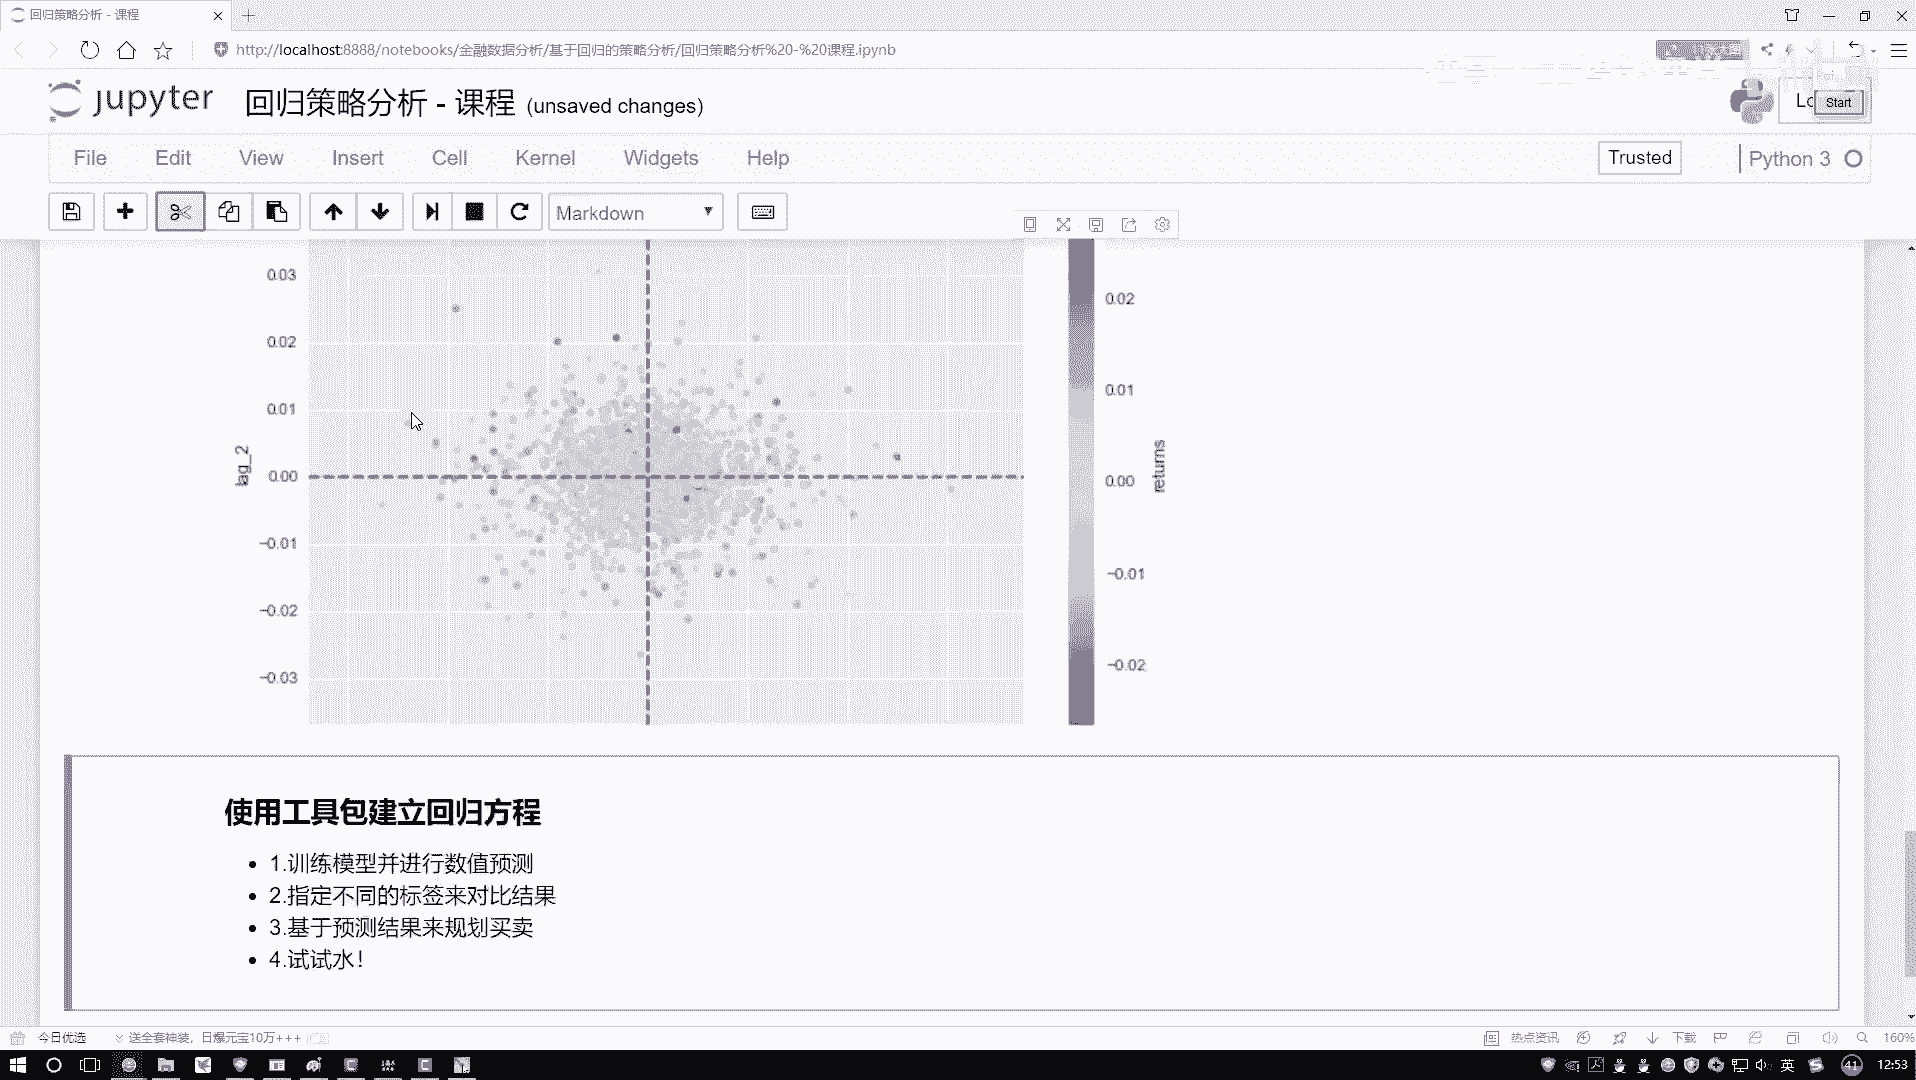 回归策略分析 - 课程
http://localhost:8888/notebooks/金融数据分析/基于回归的策略分析/回归策略分析%20-%20课程.ipynb
jupyter 回归策略分析 - 课程 (unsaved changes)
Start
File Edit View Insert Cell Kernel Widgets Help
Trusted
Python 3
Markdown
0.03
0.02
0.01
0.00
−0.01
−0.02
−0.03
lag_2
0.02
0.01
0.00
−0.01
−0.02
returns
使用工具包建立回归方程
1.训练模型并进行数值预测
2.指定不同的标签来对比结果
3.基于预测结果来规划买卖
4.试试水！
今日优选 送全套神装，日爆元宝10万+++
热点资讯 下载 160%
英 41 12:53